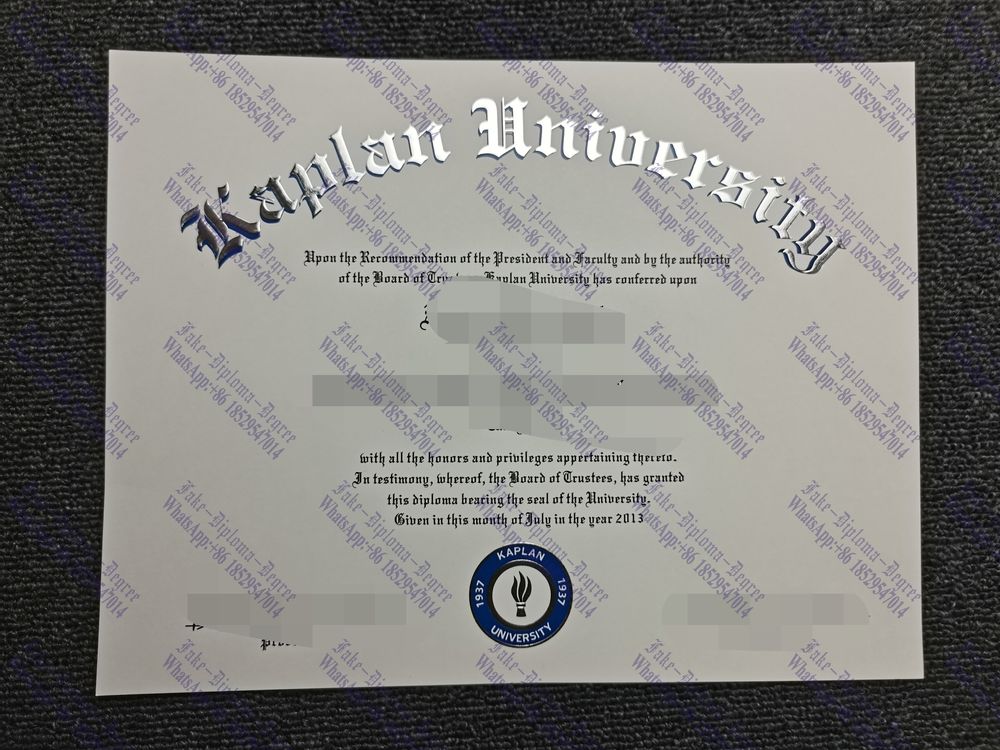 Kaplan University
Upon the Recommendation of the President and Faculty and by the authority
of the Board of Kaplan University has conferred upon
with all the honors and privileges appertaining thereto.
In testimony, whereof, the Board of Trustees, has granted
this diploma bearing the seal of the University.
Given in this month of July in the year 2013
KAPLAN
1937 1937
UNIVERSITY
Fake-Diploma-Degree
WhatsApp:+86 18529547014